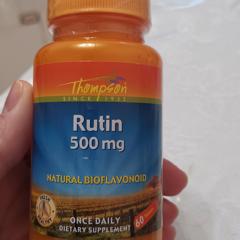 Thompson
SINCE 1932
Rutin
500 mg
NATURAL BIOFLAVONOID
ONCE DAILY
60
DIETARY SUPPLEMENT